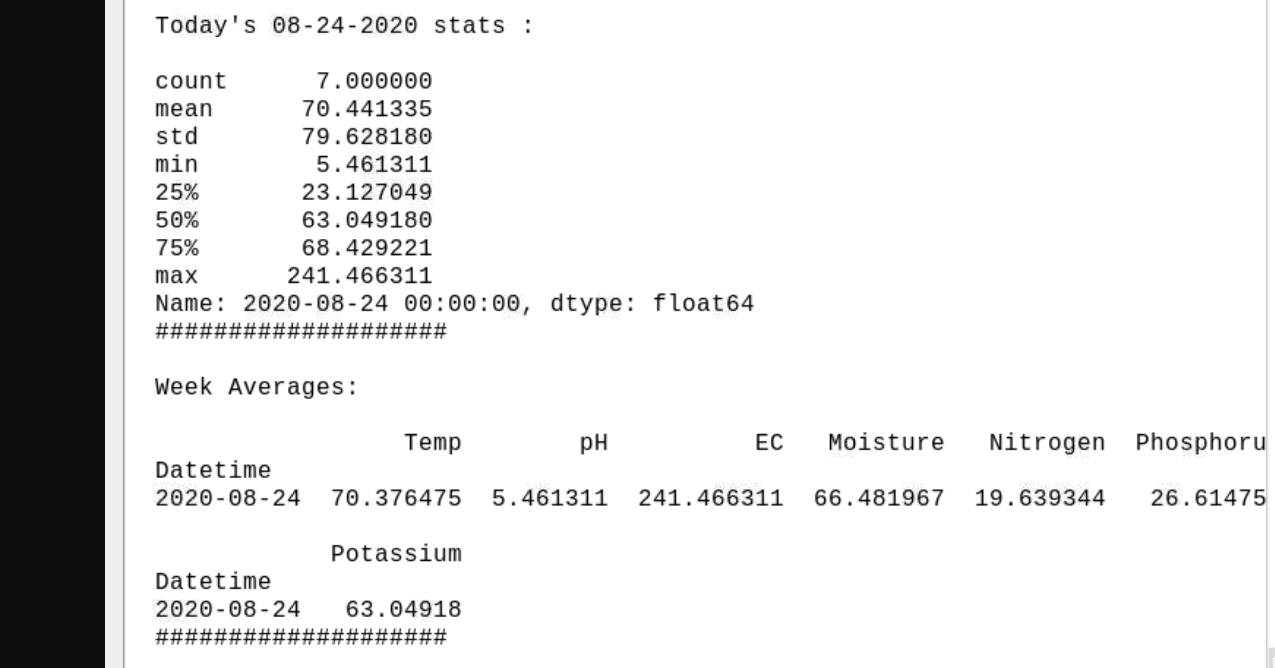 Today's 08-24-2020 stats :
count 7.000000
mean 70.441335
std 79.628180
min 5.461311
25% 23.127049
50% 63.049180
75% 68.429221
max 241.466311
Name: 2020-08-24 00:00:00, dtype: float64
####################
Week Averages:
Temp pH EC Moisture Nitrogen Phosphoru
Datetime
2020-08-24 70.376475 5.461311 241.466311 66.481967 19.639344 26.61475
Potassium
Datetime
2020-08-24 63.04918
####################